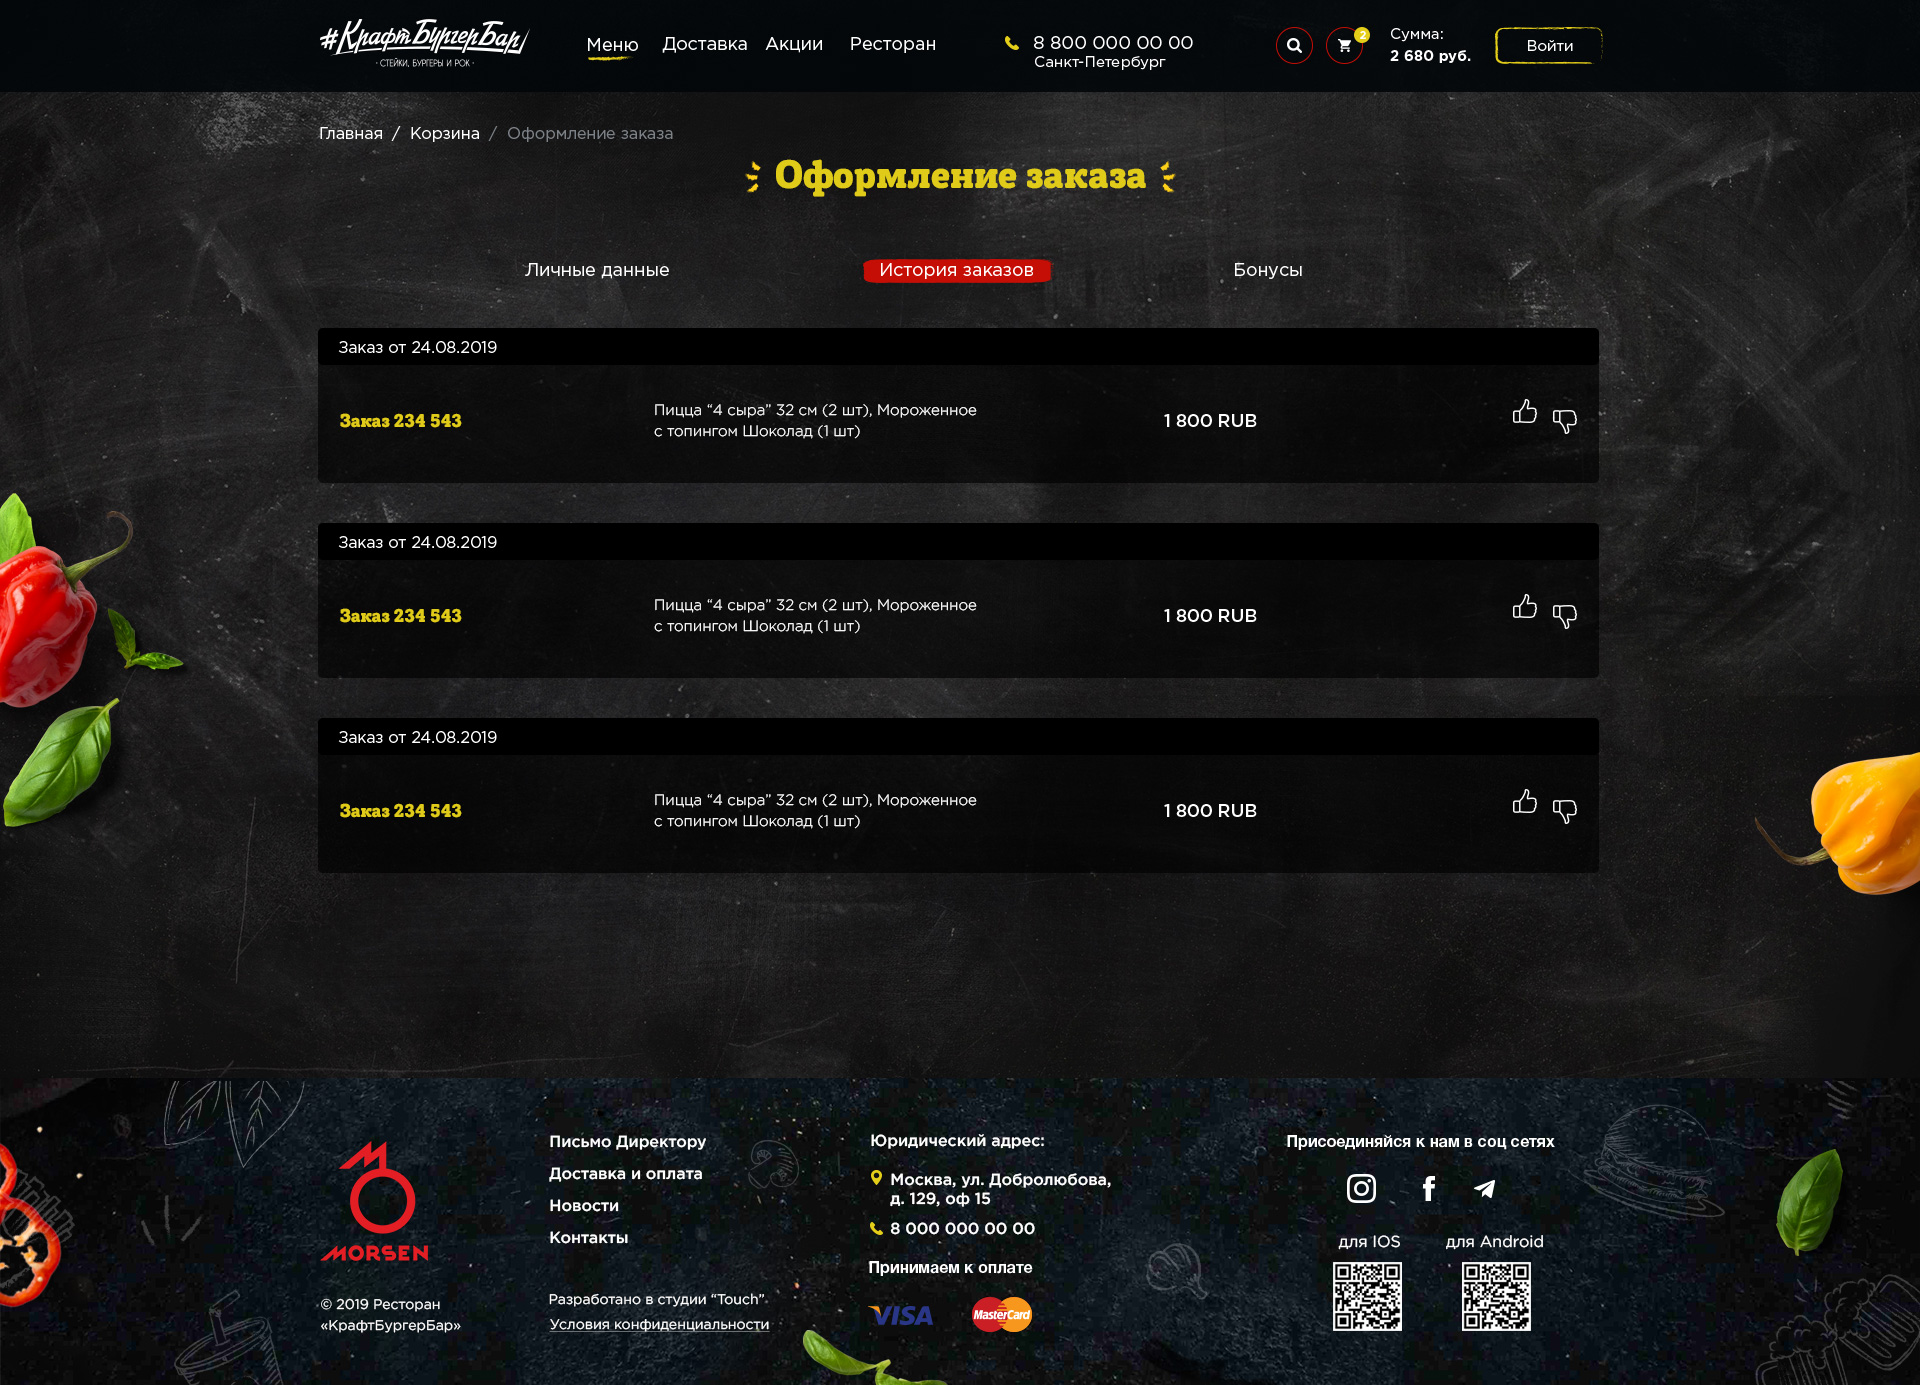 #КрафтБургерБар
· СТЕЙКИ, БУРГЕРЫ И РОК ·
Меню
Доставка
Акции
Ресторан
8 800 000 00 00
Санкт-Петербург
2
Сумма:
2 680 руб.
Войти
Главная / Корзина / Оформление заказа
Оформление заказа
Личные данные
История заказов
Бонусы
Заказ от 24.08.2019
Заказ 234 543
Пицца “4 сыра” 32 см (2 шт), Мороженное
с топингом Шоколад (1 шт)
1 800 RUB
Заказ от 24.08.2019
Заказ 234 543
Пицца “4 сыра” 32 см (2 шт), Мороженное
с топингом Шоколад (1 шт)
1 800 RUB
Заказ от 24.08.2019
Заказ 234 543
Пицца “4 сыра” 32 см (2 шт), Мороженное
с топингом Шоколад (1 шт)
1 800 RUB
MORSEN
© 2019 Ресторан
«КрафтБургерБар»
Письмо Директору
Доставка и оплата
Новости
Контакты
Разработано в студии “Touch”
Условия конфиденциальности
Юридический адрес:
Москва, ул. Добролюбова,
д. 129, оф 15
8 000 000 00 00
Принимаем к оплате
VISA
MasterCard
Присоединяйся к нам в соц сетях
для IOS
для Android